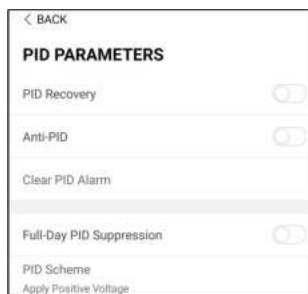 < BACK
PID PARAMETERS
PID Recovery
Anti-PID
Clear PID Alarm
Full-Day PID Suppression
PID Scheme
Apply Positive Voltage